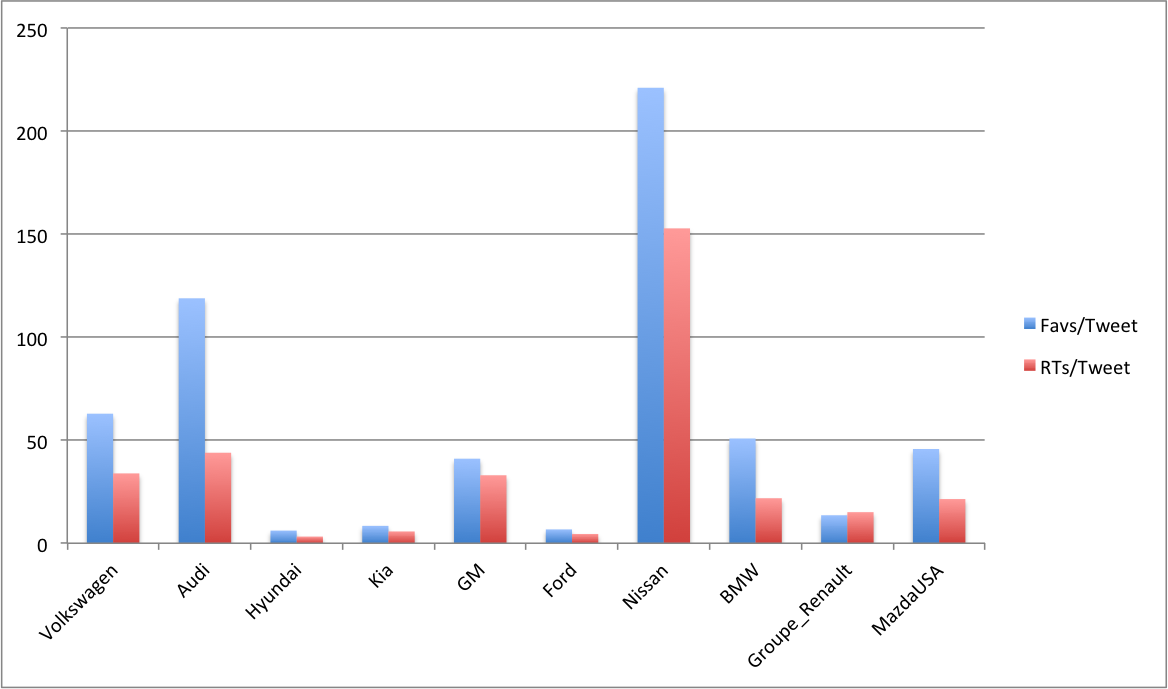 250
200
150
100
50
0
Volkswagen
Audi
Hyundai
Kia
GM
Ford
Nissan
BMW
Groupe_Renault
MazdaUSA
Favs/Tweet
RTs/Tweet